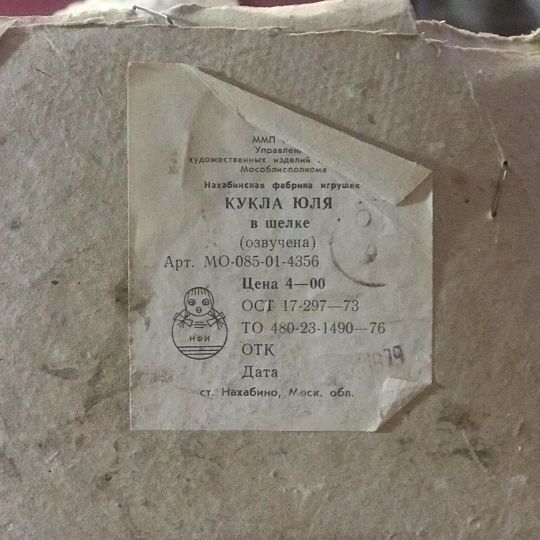 ММП
Управлен
художественных изделий
Мособлисполкома
Нахабинская фабрика игрушек
КУКЛА ЮЛЯ
в шелке
(озвучена)
Арт. МО-085-01-4356
Цена 4—00
ОСТ 17-297—73
ТО 480-23-1490—76
НФИ
ОТК
Дата
1979
ст. Нахабино, Моск. обл.